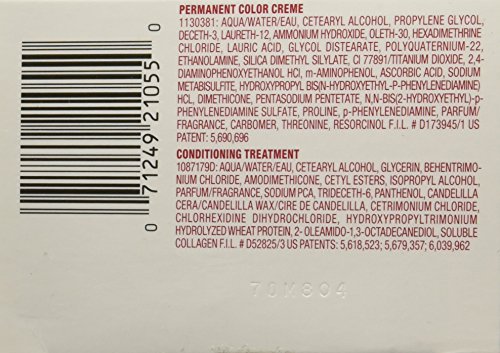 PERMANENT COLOR CREME
1130381: AQUA/WATER/EAU, CETEARYL ALCOHOL, PROPYLENE GLYCOL,
DECETH-3, LAURETH-12, AMMONIUM HYDROXIDE, OLETH-30, HEXADIMETHRINE
CHLORIDE, LAURIC ACID, GLYCOL DISTEARATE, POLYQUATERNIUM-22,
ETHANOLAMINE, SILICA DIMETHYL SILYLATE, CI 77891/TITANIUM DIOXIDE, 2,4-
DIAMINOPHENOXYETHANOL HCl, m-AMINOPHENOL, ASCORBIC ACID, SODIUM
METABISULFITE, HYDROXYPROPYL BIS(N-HYDROXYETHYL-P-PHENYLENEDIAMINE)
HCl, DIMETHICONE, PENTASODIUM PENTETATE, N,N-BIS(2-HYDROXYETHYL)-p-
PHENYLENEDIAMINE SULFATE, PROLINE, p-PHENYLENEDIAMINE, PARFUM/
FRAGRANCE, CARBOMER, THREONINE, RESORCINOL F.I.L. # D173945/1 US
PATENT: 5,690,696
CONDITIONING TREATMENT
1087179D: AQUA/WATER/EAU, CETEARYL ALCOHOL, GLYCERIN, BEHENTRIMO-
NIUM CHLORIDE, AMODIMETHICONE, CETYL ESTERS, ISOPROPYL ALCOHOL,
PARFUM/FRAGRANCE, SODIUM PCA, TRIDECETH-6, PANTHENOL, CANDELILLA
CERA/CANDELILLA WAX/CIRE DE CANDELILLA, CETRIMONIUM CHLORIDE,
CHLORHEXIDINE DIHYDROCHLORIDE, HYDROXYPROPYLTRIMONIUM
HYDROLYZED WHEAT PROTEIN, 2- OLEAMIDO-1,3-OCTADECANEDIOL, SOLUBLE
COLLAGEN F.I.L. # D52825/3 US PATENTS: 5,618,523; 5,679,357; 6,039,962
0 71249 21055 0
70M804